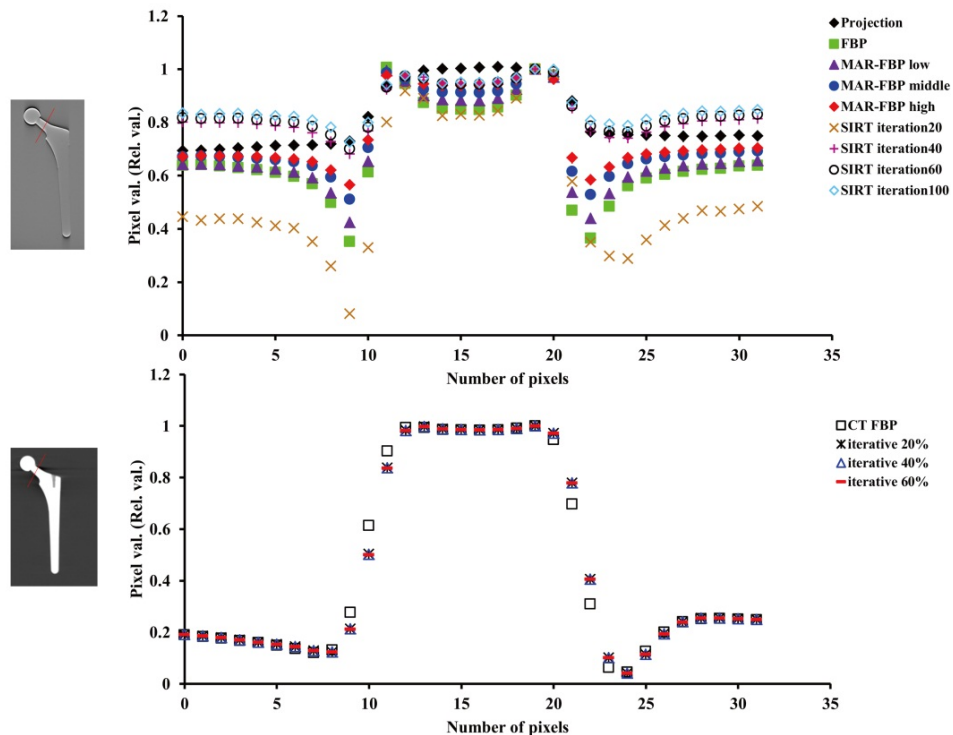 1.2
1
0.8
0.6
0.4
0.2
0
Pixel val. (Rel. val.)
0
5
10
15
20
25
30
35
Number of pixels
Projection
FBP
MAR-FBP low
MAR-FBP middle
MAR-FBP high
SIRT iteration20
SIRT iteration40
SIRT iteration60
SIRT iteration100
1.2
1
0.8
0.6
0.4
0.2
0
Pixel val. (Rel. val.)
0
5
10
15
20
25
30
35
Number of pixels
CT FBP
iterative 20%
iterative 40%
iterative 60%